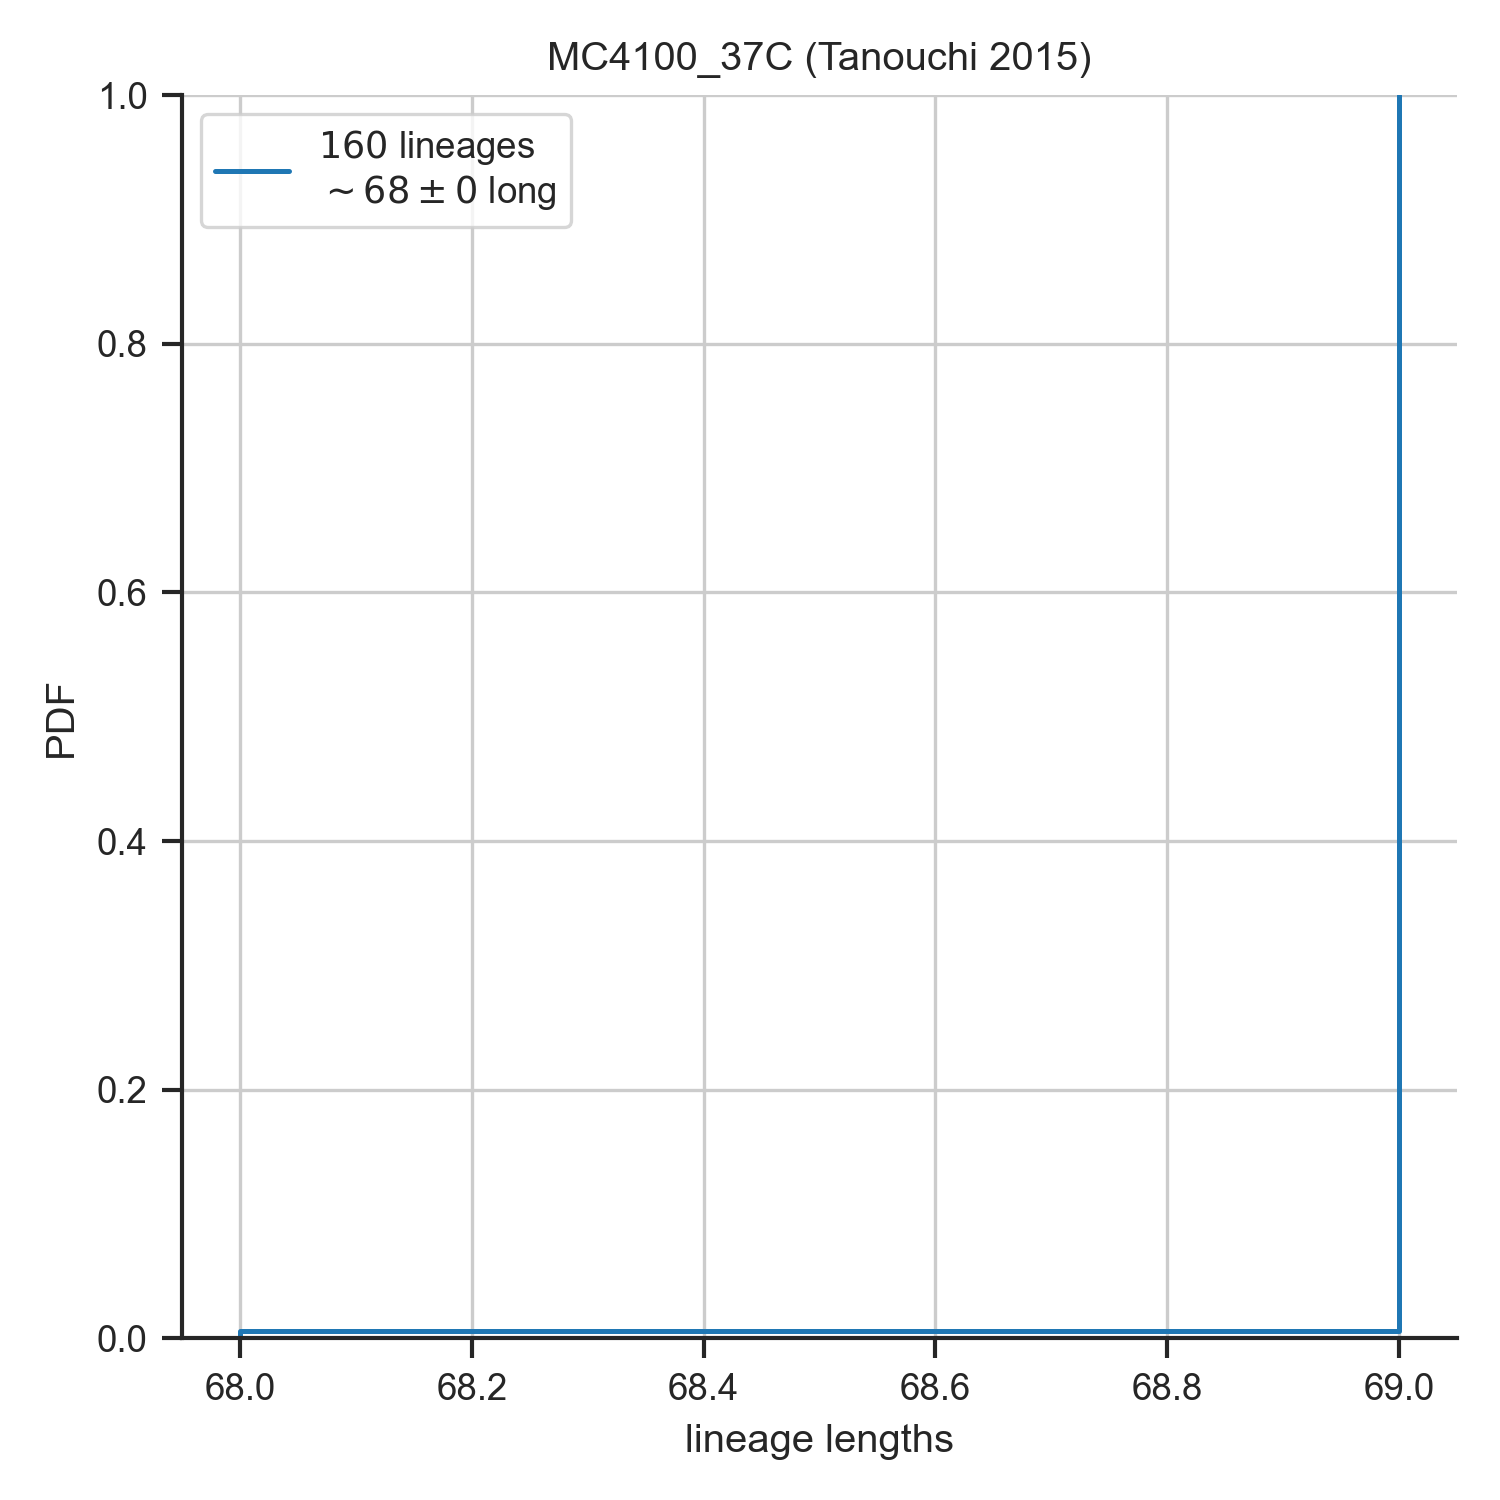 MC4100_37C (Tanouchi 2015)
160 lineages
~ 68 ± 0 long
1.0
0.8
0.6
0.4
0.2
0.0
PDF
68.0 68.2 68.4 68.6 68.8 69.0
lineage lengths